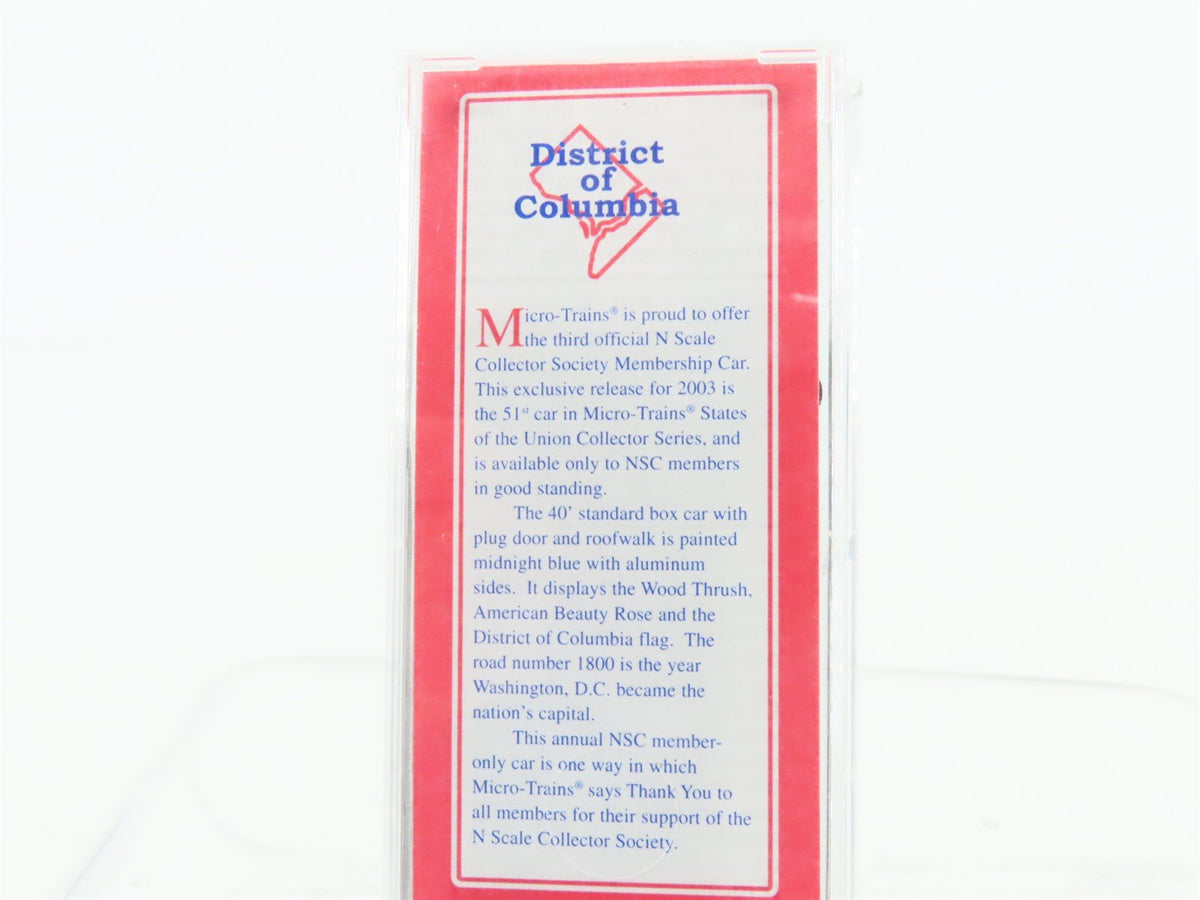 District
of
Columbia
Micro-Trains® is proud to offer
the third official N Scale
Collector Society Membership Car.
This exclusive release for 2003 is
the 51st car in Micro-Trains® States
of the Union Collector Series, and
is available only to NSC members
in good standing.
The 40' standard box car with
plug door and roofwalk is painted
midnight blue with aluminum
sides. It displays the Wood Thrush,
American Beauty Rose and the
District of Columbia flag. The
road number 1800 is the year
Washington, D.C. became the
nation's capital.
This annual NSC member-
only car is one way in which
Micro-Trains® says Thank You to
all members for their support of the
N Scale Collector Society.